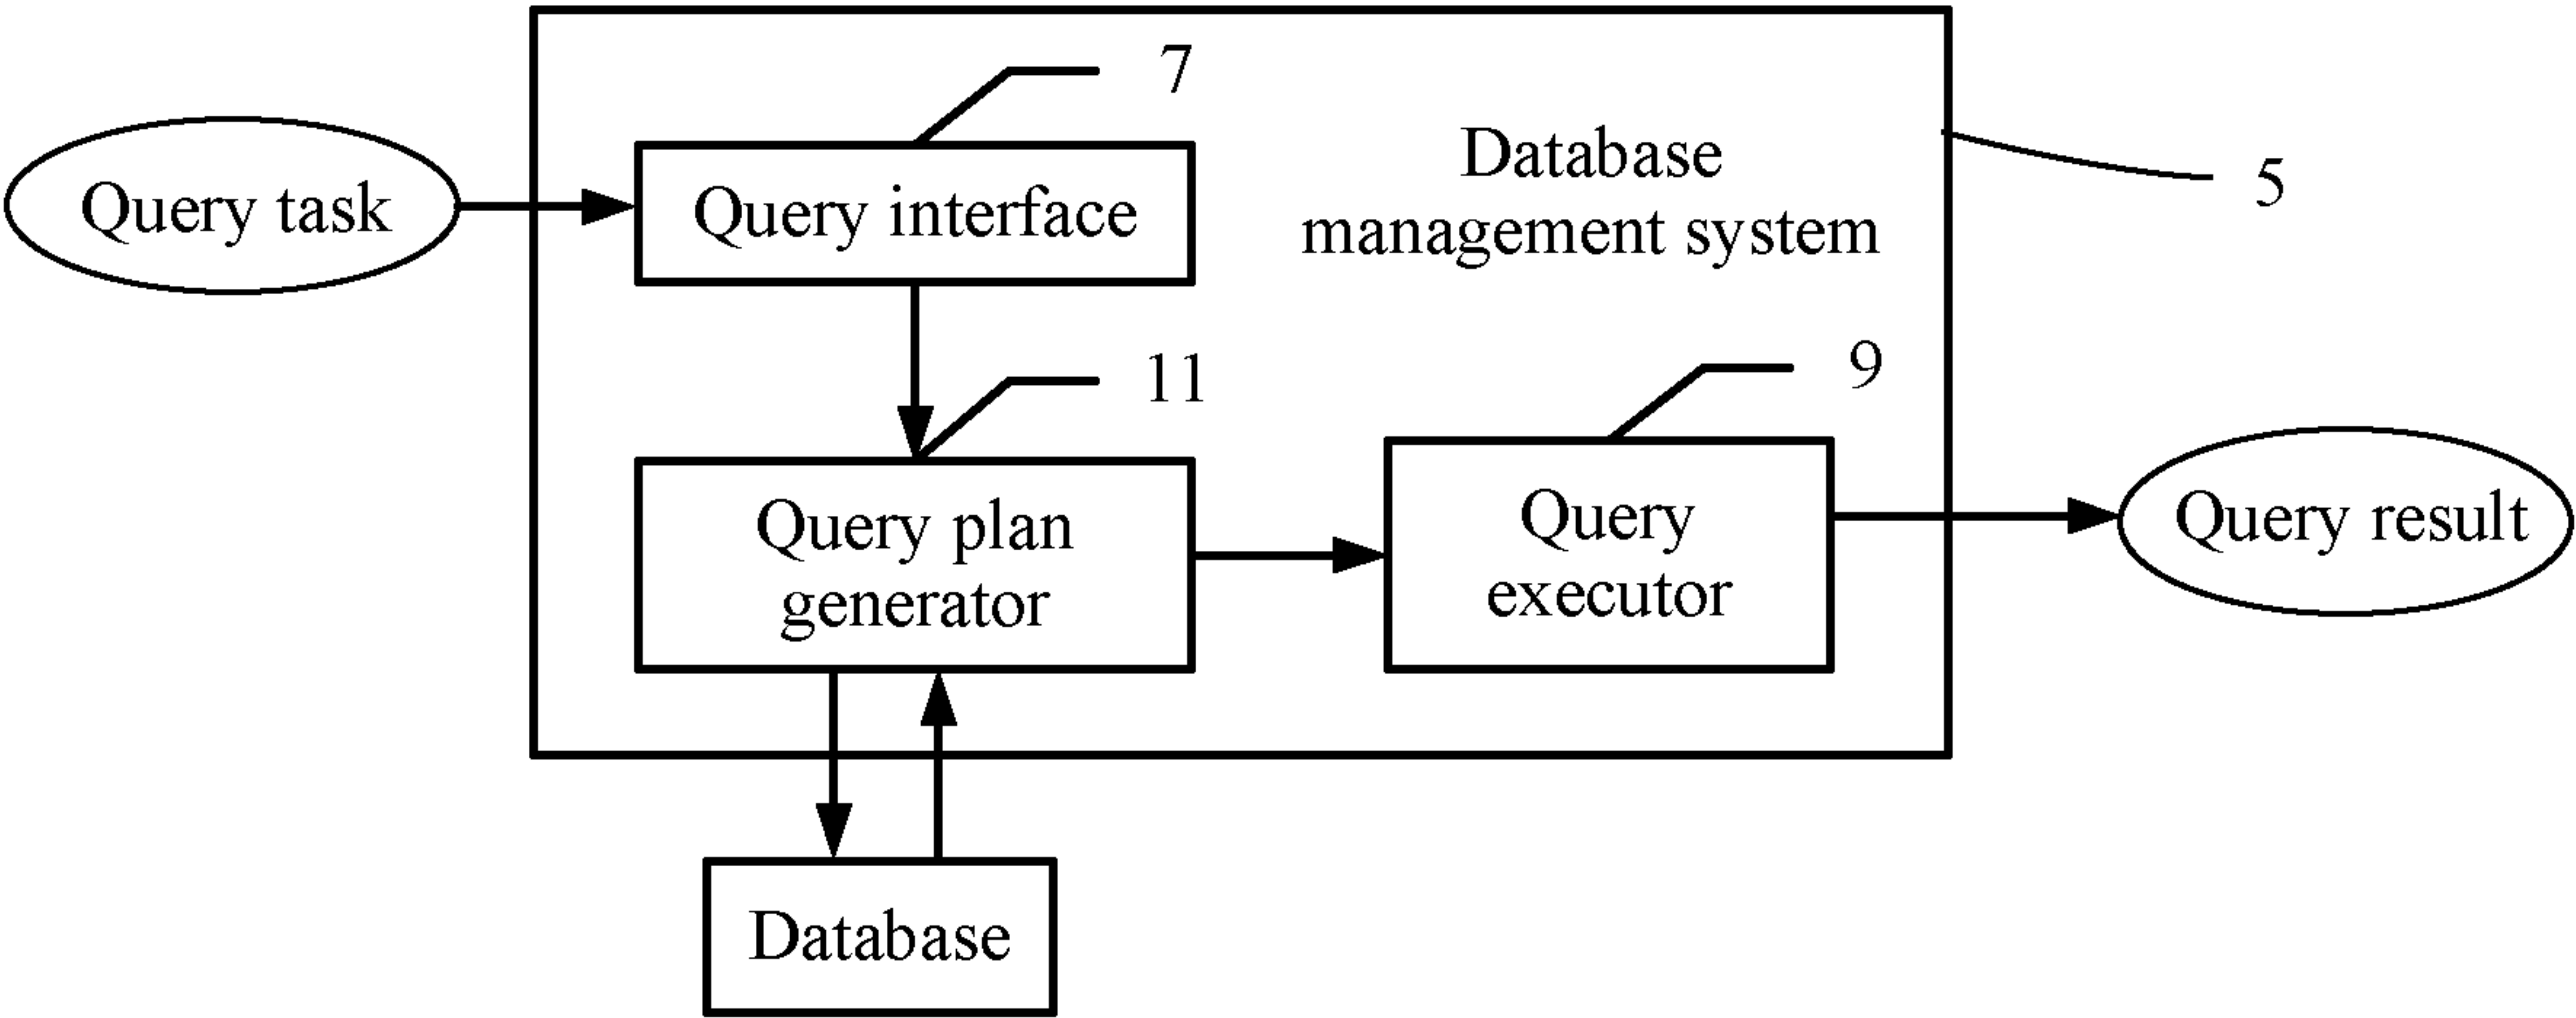 7
Database
management system
5
Query task
Query interface
11
9
Query plan
generator
Query
executor
Query result
Database